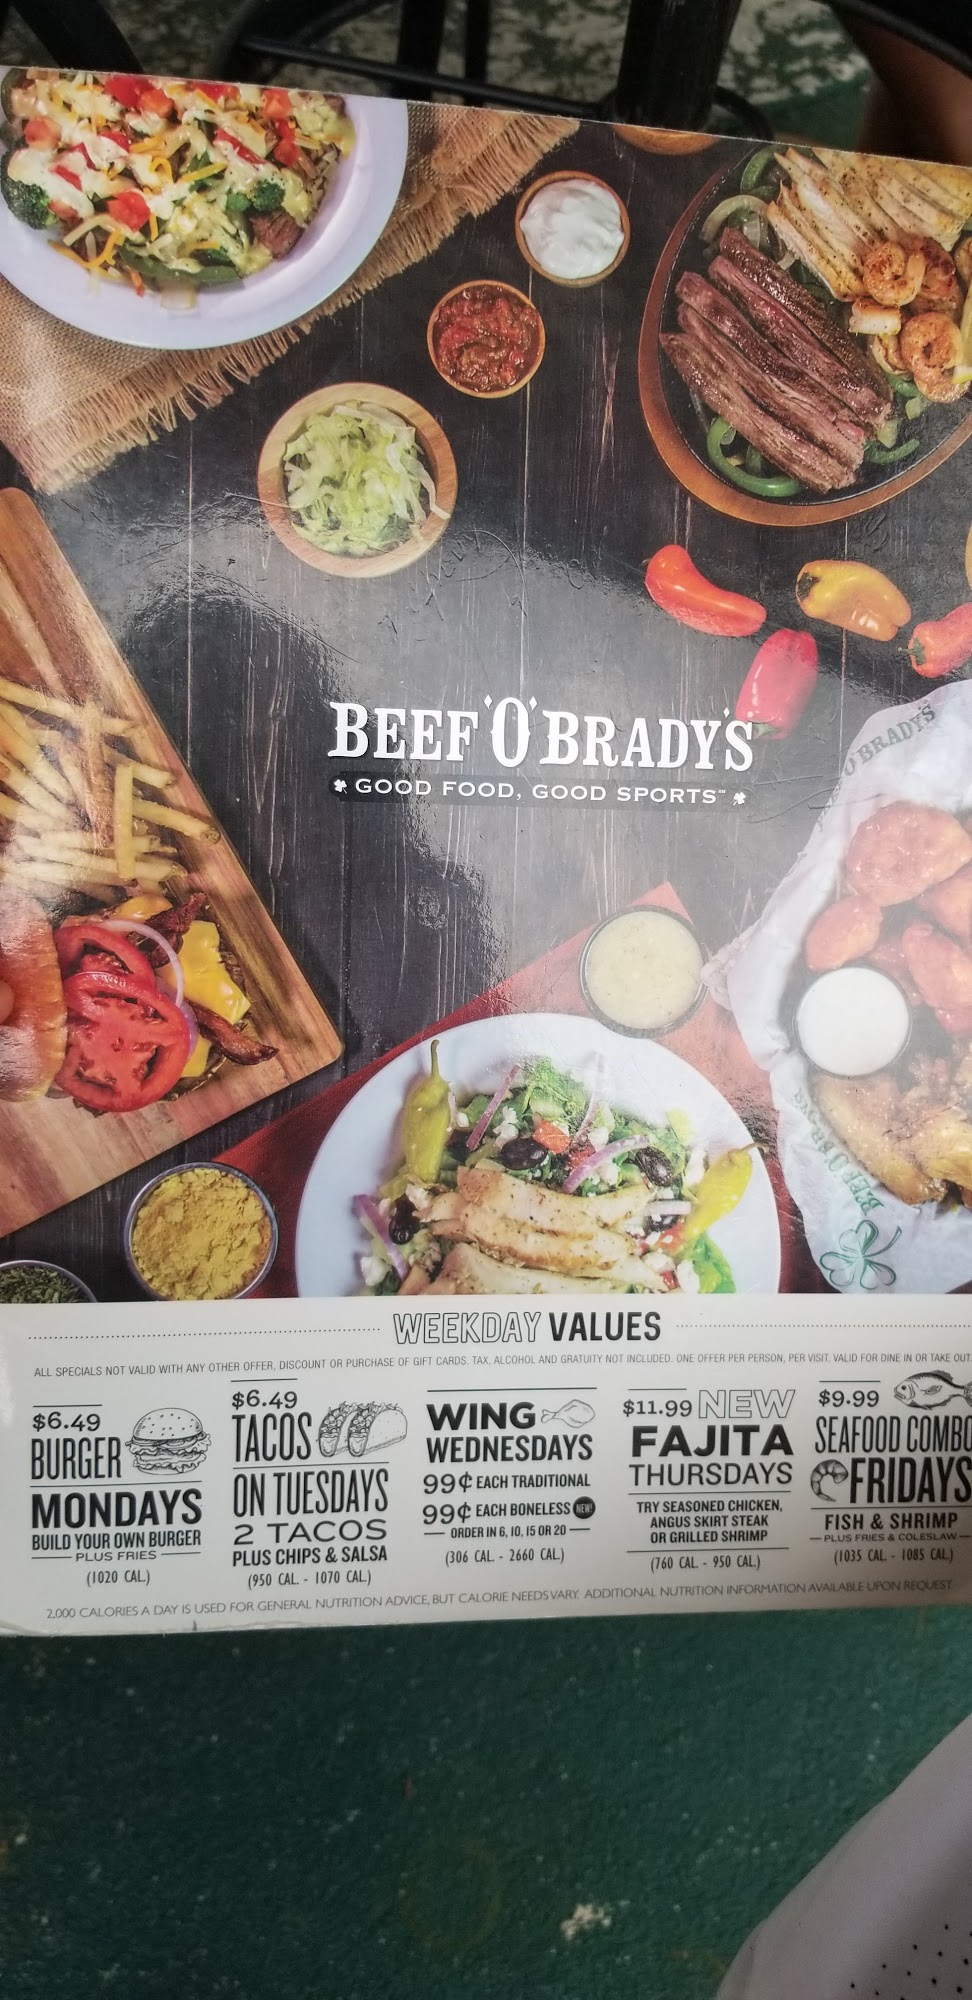 BEEF 'O' BRADY'S
GOOD FOOD, GOOD SPORTS™
O'BRADY'S
BEEF O'BRADY'S
WEEKDAY VALUES
ALL SPECIALS NOT VALID WITH ANY OTHER OFFER, DISCOUNT OR PURCHASE OF GIFT CARDS. TAX, ALCOHOL AND GRATUITY NOT INCLUDED. ONE OFFER PER PERSON, PER VISIT. VALID FOR DINE IN OR TAKE OUT.
$6.49
BURGER
MONDAYS
BUILD YOUR OWN BURGER
PLUS FRIES
(1020 CAL.)
$6.49
TACOS
ON TUESDAYS
2 TACOS
PLUS CHIPS & SALSA
(950 CAL. - 1070 CAL.)
WING
WEDNESDAYS
99¢ EACH TRADITIONAL
99¢ EACH BONELESS NEW!
ORDER IN 6, 10, 15 OR 20
(306 CAL. - 2660 CAL.)
$11.99 NEW
FAJITA
THURSDAYS
TRY SEASONED CHICKEN,
ANGUS SKIRT STEAK
OR GRILLED SHRIMP
(760 CAL. - 950 CAL.)
$9.99
SEAFOOD COMBO
FRIDAYS
FISH & SHRIMP
PLUS FRIES & COLESLAW
(1035 CAL. - 1085 CAL.)
2,000 CALORIES A DAY IS USED FOR GENERAL NUTRITION ADVICE, BUT CALORIE NEEDS VARY. ADDITIONAL NUTRITION INFORMATION AVAILABLE UPON REQUEST.